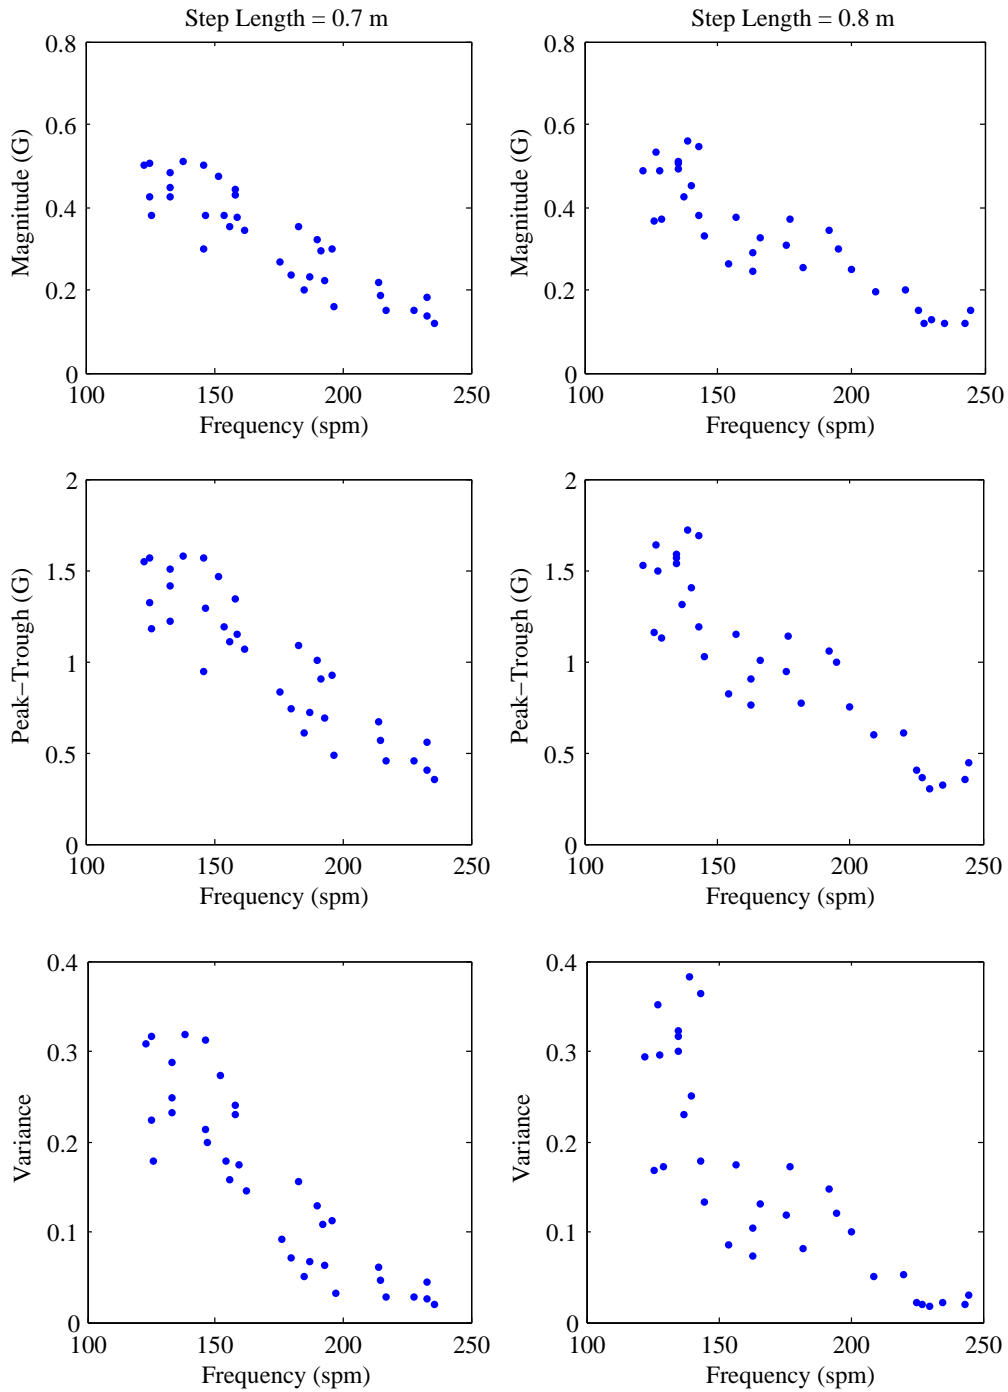 Step Length = 0.7 m
Step Length = 0.8 m
0.8
0.6
0.4
0.2
0
Magnitude (G)
100 150 200 250
Frequency (spm)
0.8
0.6
0.4
0.2
0
Magnitude (G)
100 150 200 250
Frequency (spm)
2
1.5
1
0.5
0
Peak−Trough (G)
100 150 200 250
Frequency (spm)
2
1.5
1
0.5
0
Peak−Trough (G)
100 150 200 250
Frequency (spm)
0.4
0.3
0.2
0.1
0
Variance
100 150 200 250
Frequency (spm)
0.4
0.3
0.2
0.1
0
Variance
100 150 200 250
Frequency (spm)